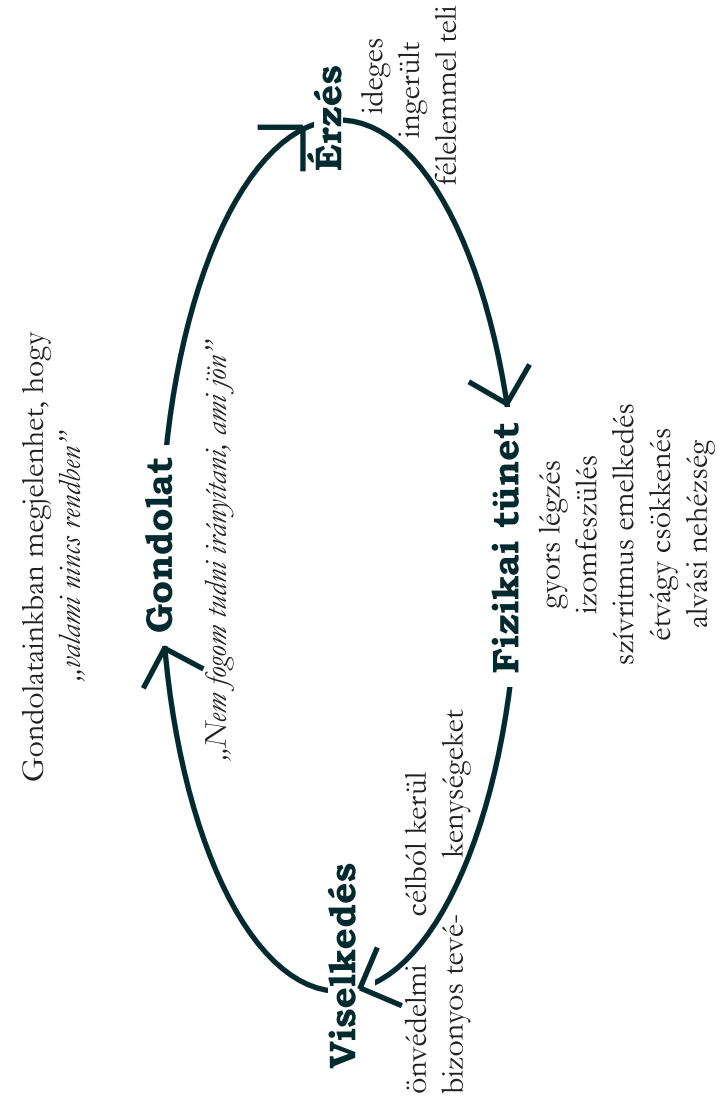 Gondolatainkban megjelenhet, hogy
„valami nincs rendben”
Gondolat
„Nem fogom tudni irányítani, ami jön”
Érzés
ideges
ingerült
félelemmel teli
Fizikai tünet
gyors légzés
izomfeszülés
szívritmus emelkedés
étvágy csökkenés
alvási nehézség
Viselkedés
önvédelmi célból kerül
bizonyos tevé-kenységeket